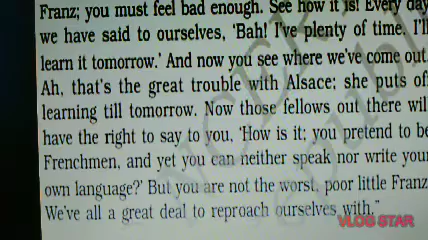 Franz; you must feel bad enough. See how it is! Every day
we have said to ourselves, 'Bah! I've plenty of time. I'll
learn it tomorrow.' And now you see where we've come out.
Ah, that's the great trouble with Alsace; she puts off
learning till tomorrow. Now those fellows out there will
have the right to say to you, 'How is it; you pretend to be
Frenchmen, and yet you can neither speak nor write your
own language?' But you are not the worst, poor little Franz.
We've all a great deal to reproach ourselves with."
VLOG STAR